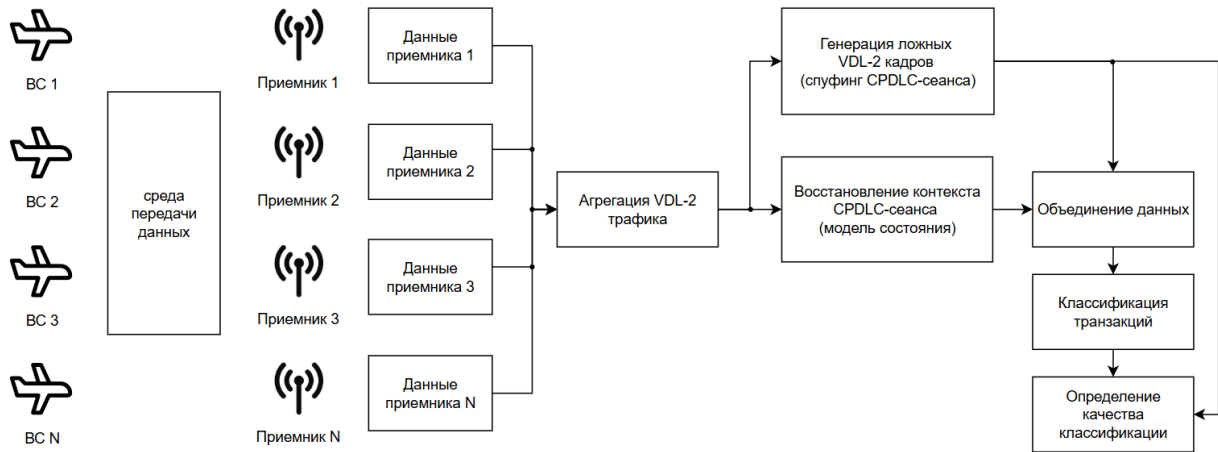 ВС 1
ВС 2
ВС 3
ВС N
среда
передачи
данных
Приемник 1
Приемник 2
Приемник 3
Приемник N
Данные
приемника 1
Данные
приемника 2
Данные
приемника 3
Данные
приемника N
Агрегация VDL-2
трафика
Генерация ложных
VDL-2 кадров
(спуфинг CPDLC-сеанса)
Восстановление контекста
CPDLC-сеанса
(модель состояния)
Объединение данных
Классификация
транзакций
Определение
качества
классификации